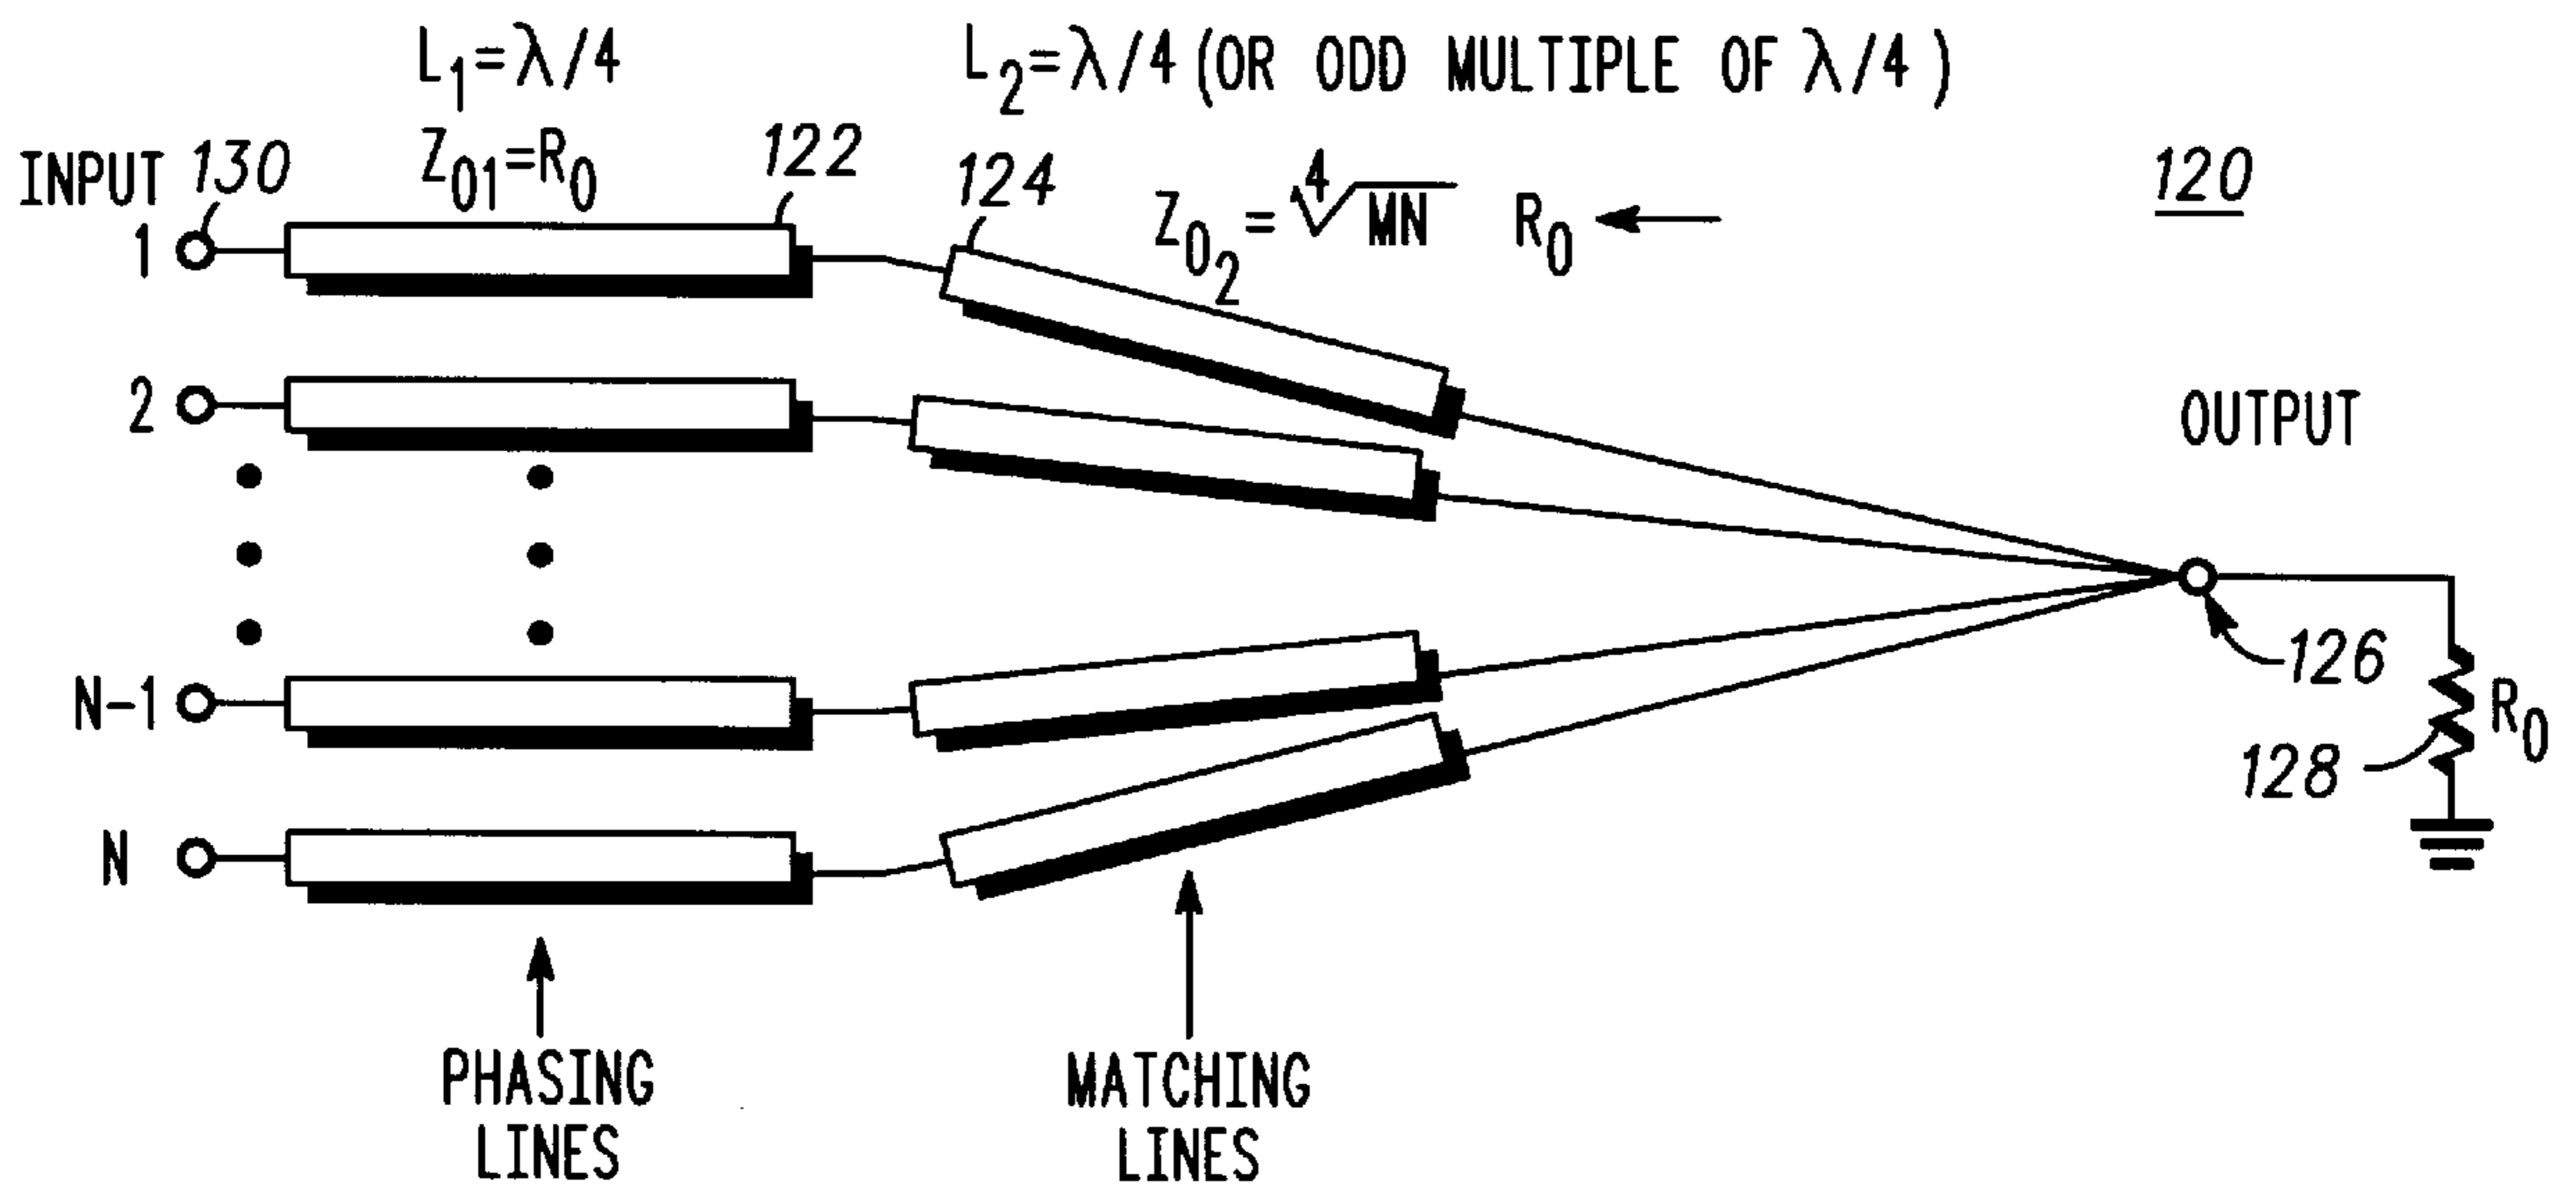 L1=λ/4
L2=λ/4 (OR ODD MULTIPLE OF λ/4)
Z01=R0
Z02 = ∜MN R0
INPUT 130
122
124
120
1
2
OUTPUT
N-1
126
R0
128
N
PHASING
LINES
MATCHING
LINES